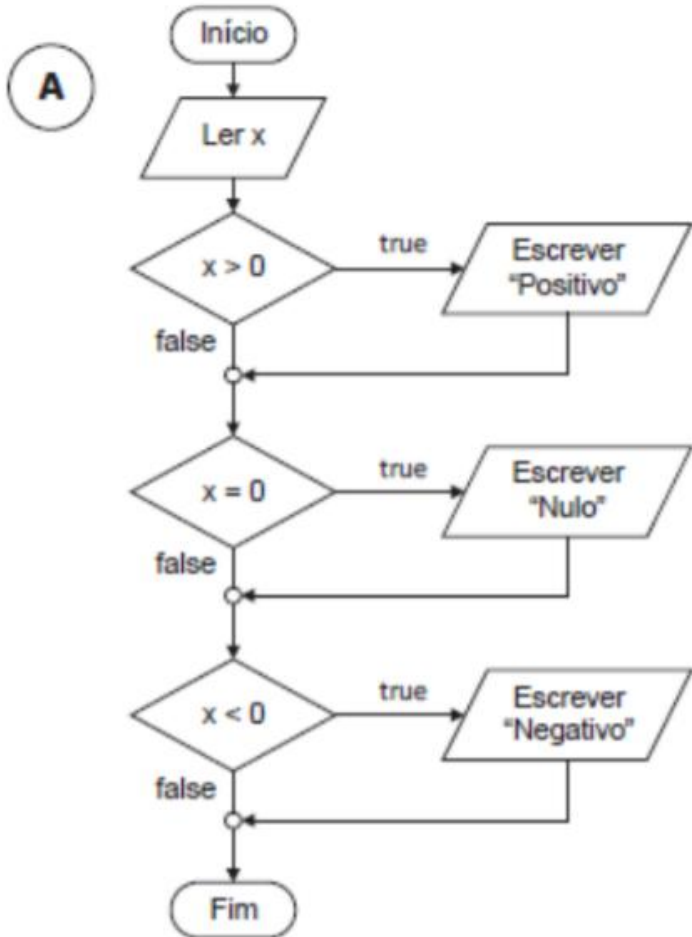 Início
A
Ler x
x > 0
true
Escrever
“Positivo”
false
x = 0
true
Escrever
“Nulo”
false
x < 0
true
Escrever
“Negativo”
false
Fim